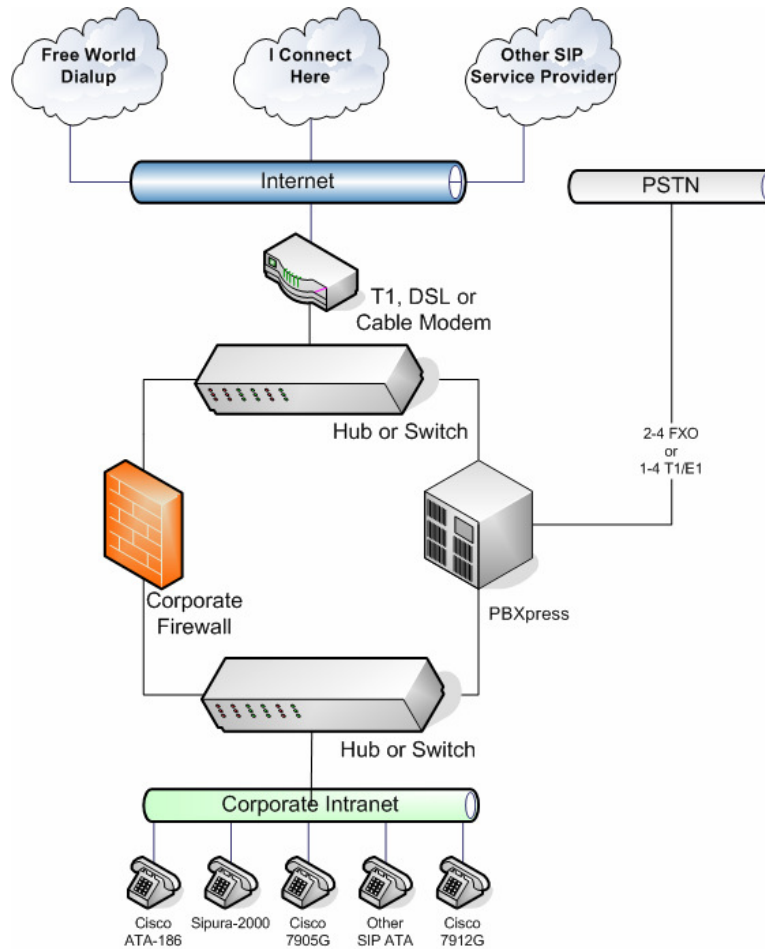 Free World
Dialup
I Connect
Here
Other SIP
Service Provider
Internet
PSTN
T1, DSL or
Cable Modem
Hub or Switch
2-4 FXO
or
1-4 T1/E1
Corporate
Firewall
PBXpress
Hub or Switch
Corporate Intranet
Cisco
ATA-186
Sipura-2000
Cisco
7905G
Other
SIP ATA
Cisco
7912G